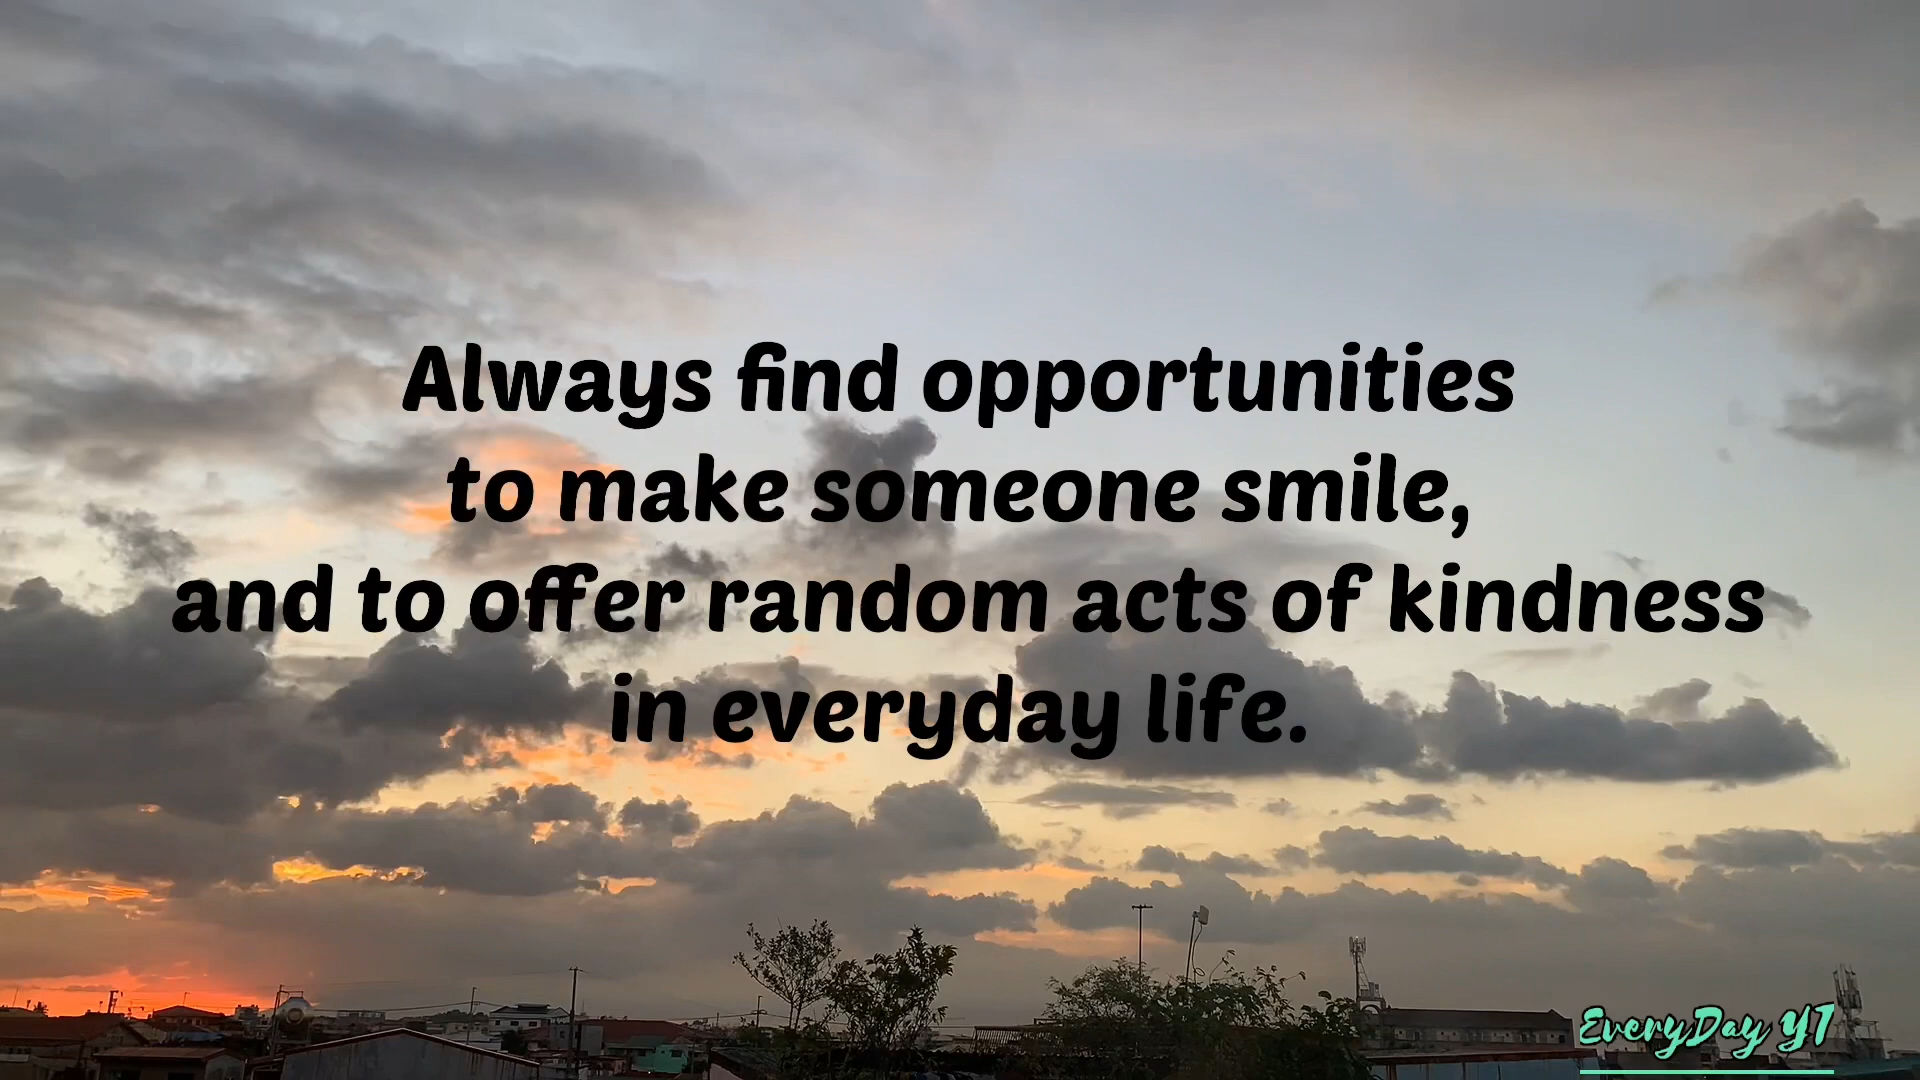 Always find opportunities
to make someone smile,
and to offer random acts of kindness
in everyday life.
EveryDay YT